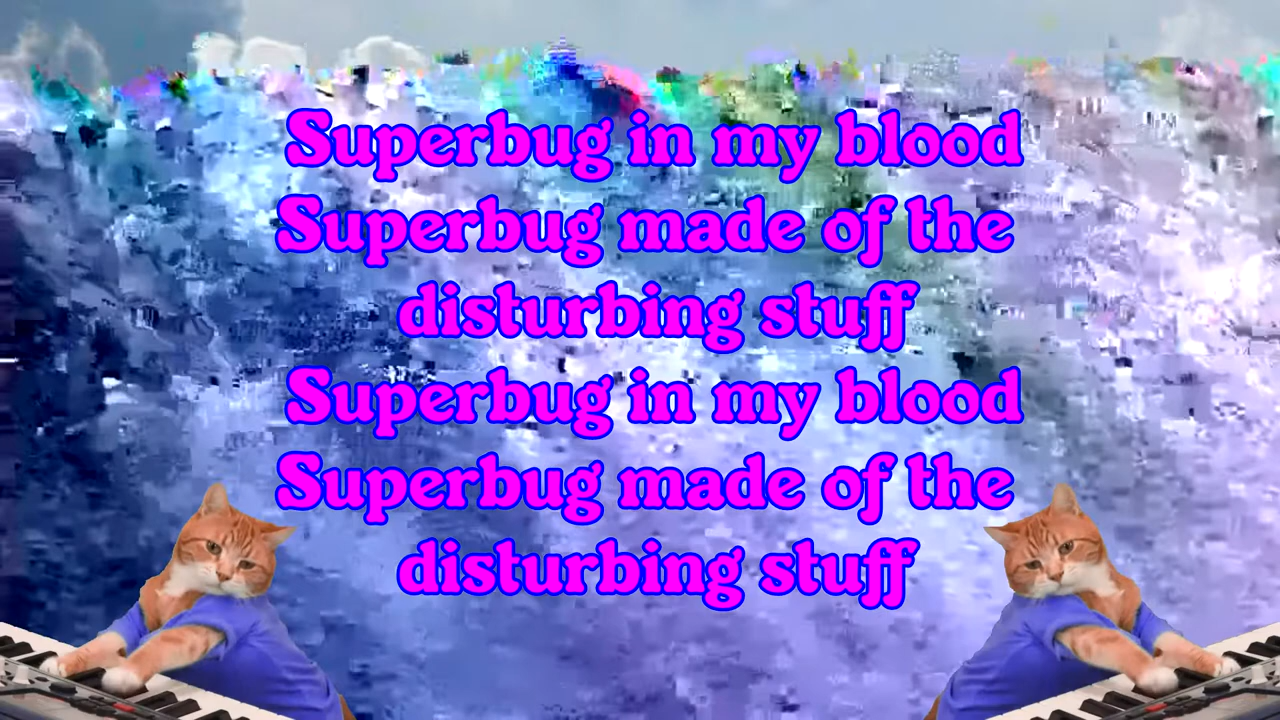 Superbug in my blood
Superbug made of the
disturbing stuff
Superbug in my blood
Superbug made of the
disturbing stuff